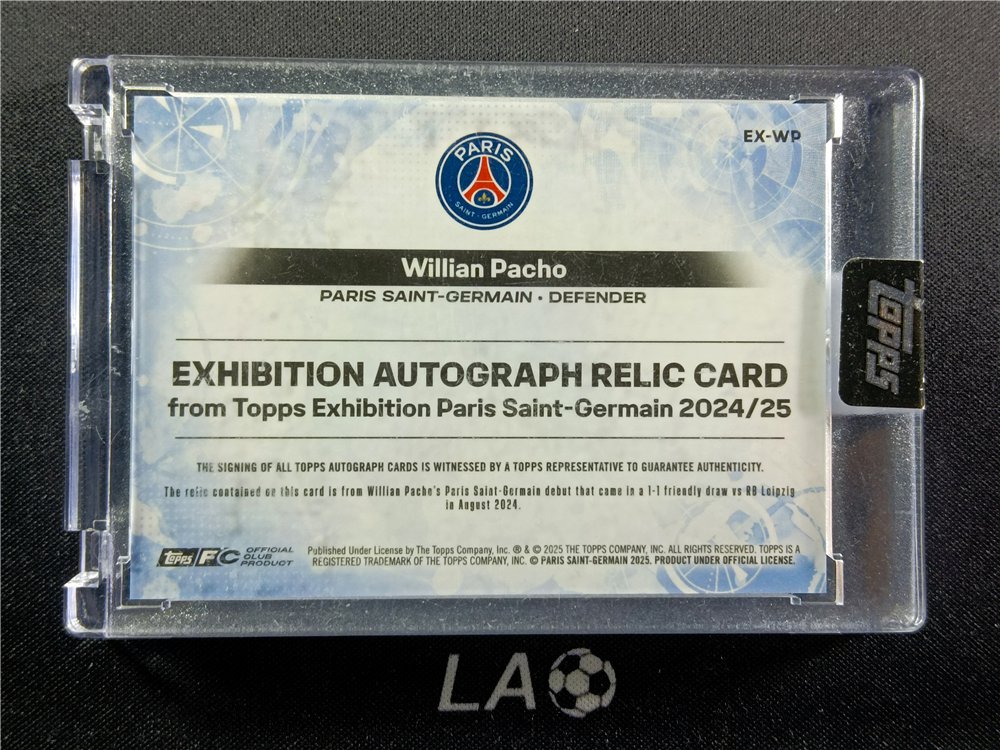 EX-WP
PARIS
SAINT-GERMAIN
Willian Pacho
PARIS SAINT-GERMAIN • DEFENDER
EXHIBITION AUTOGRAPH RELIC CARD
from Topps Exhibition Paris Saint-Germain 2024/25
THE SIGNING OF ALL TOPPS AUTOGRAPH CARDS IS WITNESSED BY A TOPPS REPRESENTATIVE TO GUARANTEE AUTHENTICITY.
The relic contained on this card is from Willian Pacho's Paris Saint-Germain debut that came in a 1-1 friendly draw vs RB Leipzig
in August 2024.
topps FC OFFICIAL
CLUB
PRODUCT
Published Under License by The Topps Company, Inc. ® & © 2025 THE TOPPS COMPANY, INC. ALL RIGHTS RESERVED. TOPPS IS A
REGISTERED TRADEMARK OF THE TOPPS COMPANY, INC. © PARIS SAINT-GERMAIN 2025. PRODUCT UNDER OFFICIAL LICENSE.
Topps
LA